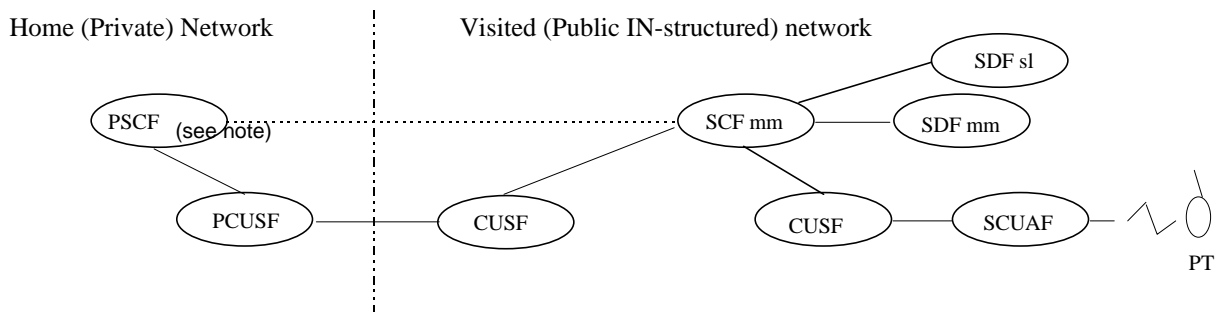 Home (Private) Network
Visited (Public IN-structured) network
SDF sl
PSCF (see note)
SCF mm
SDF mm
PCUSF
CUSF
CUSF
SCUAF
PT